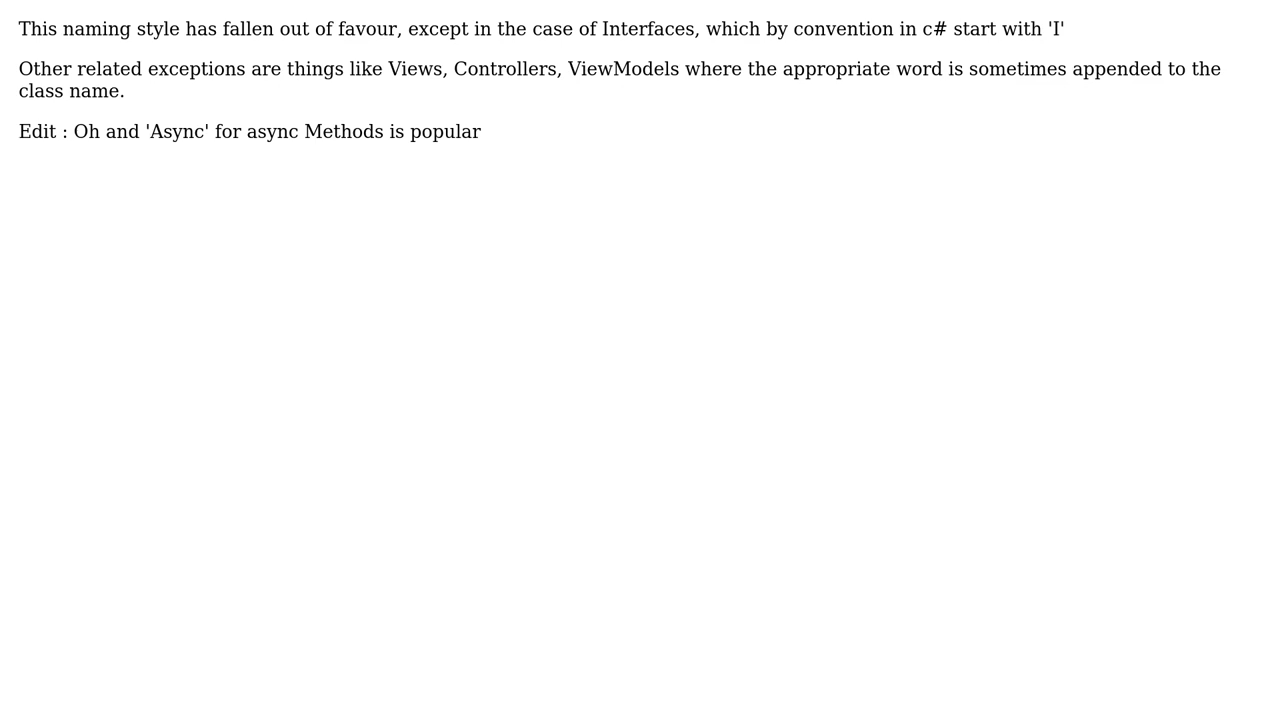 This naming style has fallen out of favour, except in the case of Interfaces, which by convention in c# start with 'I'
Other related exceptions are things like Views, Controllers, ViewModels where the appropriate word is sometimes appended to the
class name.
Edit : Oh and 'Async' for async Methods is popular